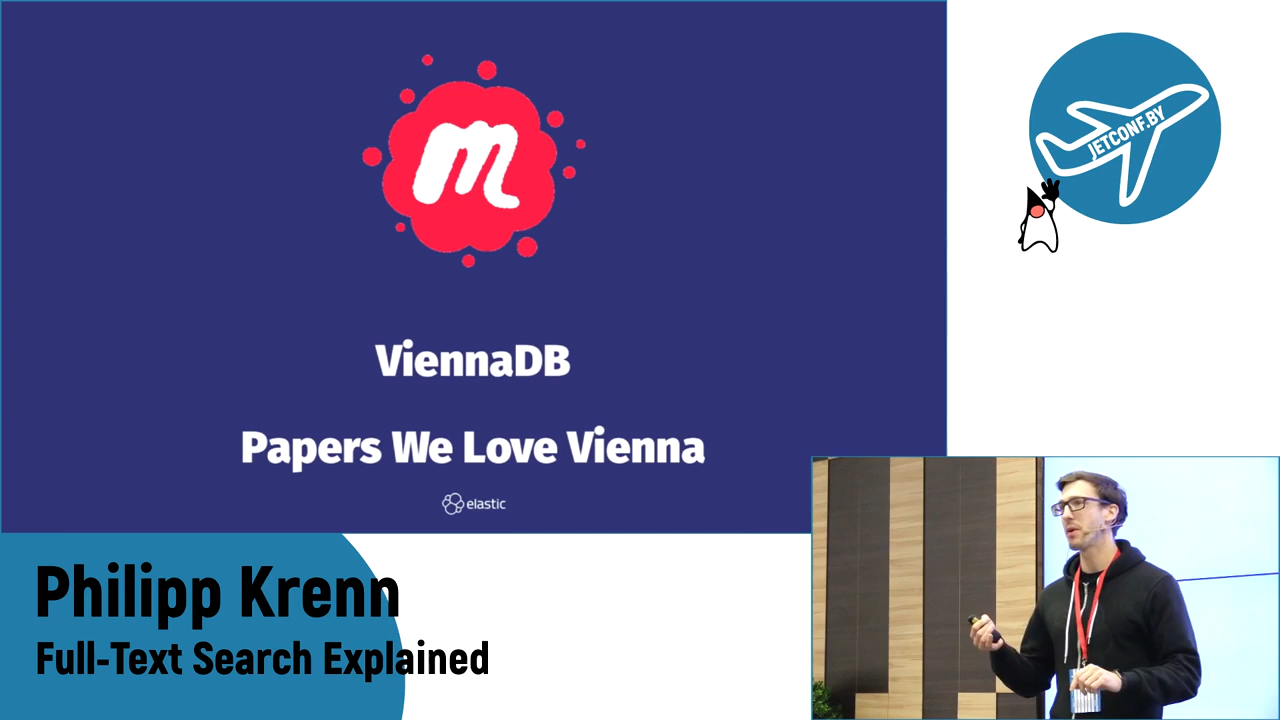 m
JETCONF.BY
ViennaDB
Papers We Love Vienna
elastic
Philipp Krenn
Full-Text Search Explained